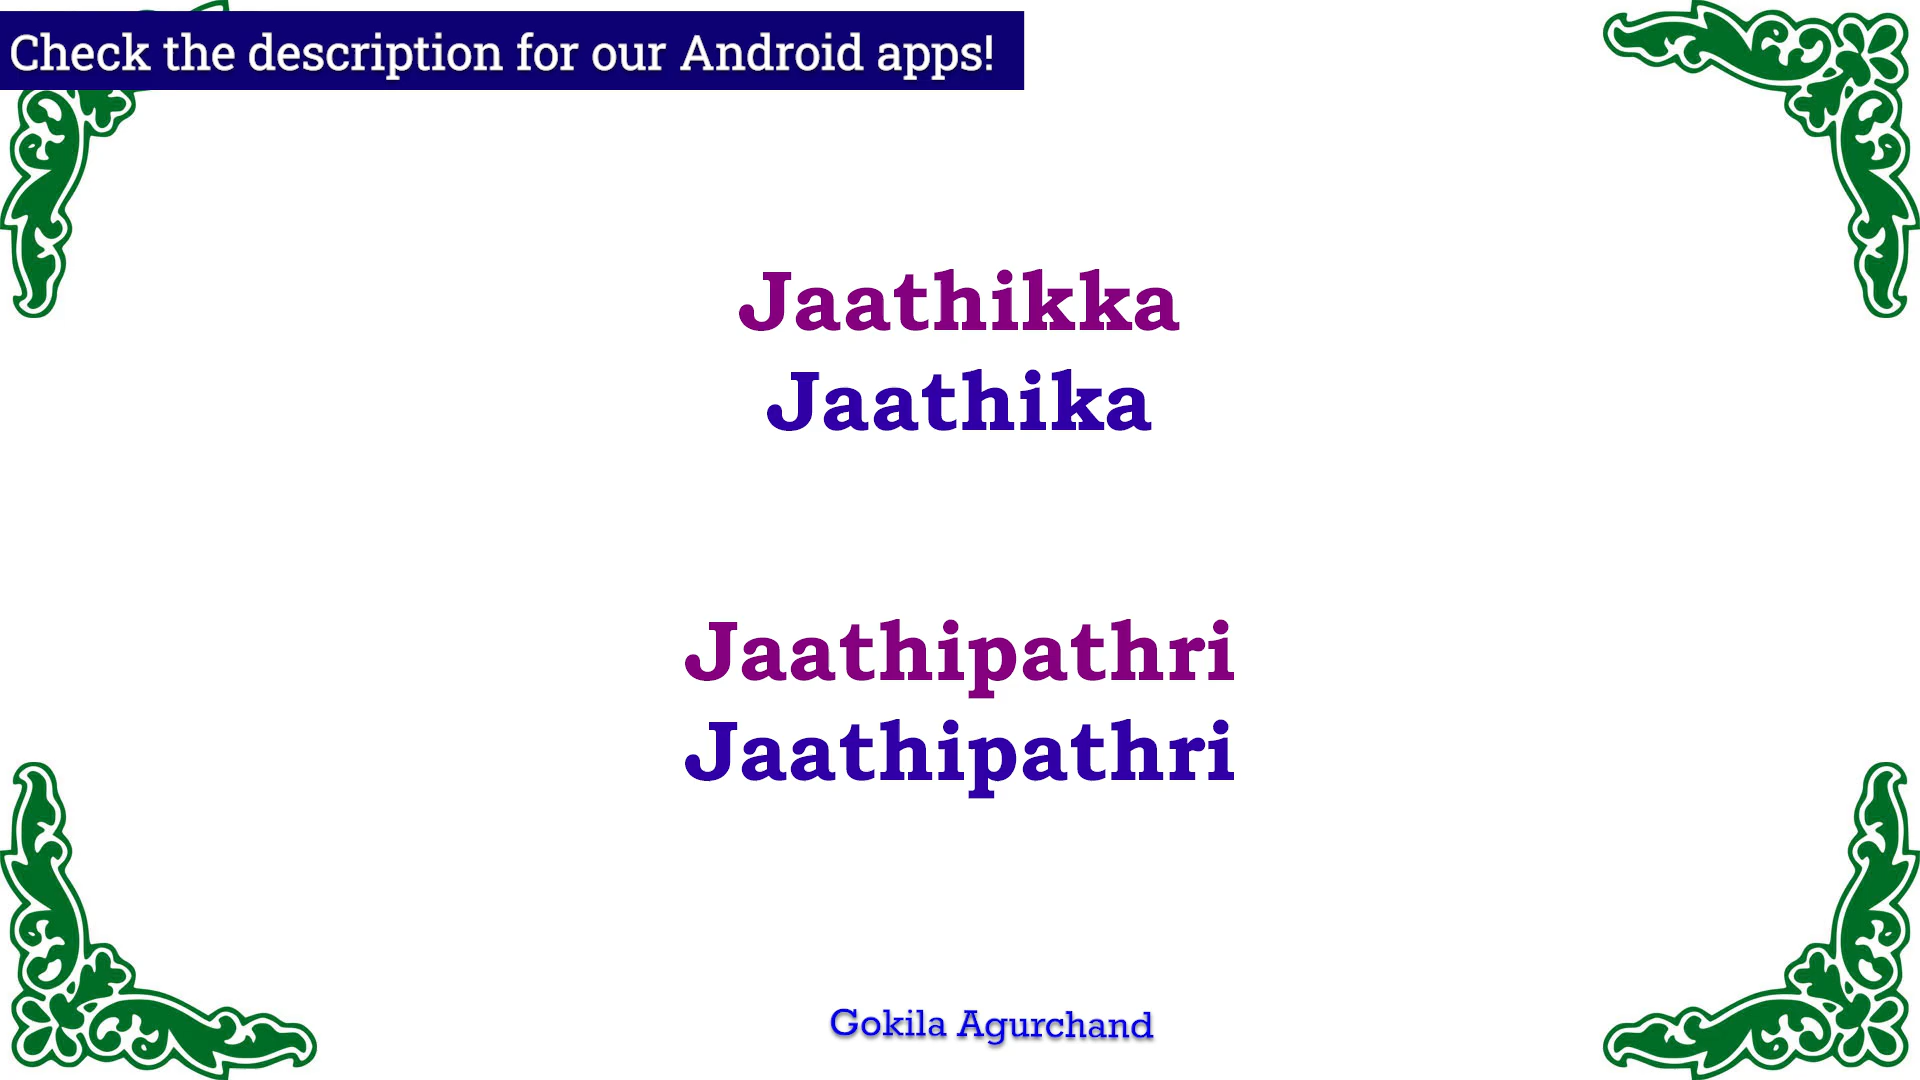 Check the description for our Android apps!
Jaathikka
Jaathika
Jaathipathri
Jaathipathri
Gokila Agurchand